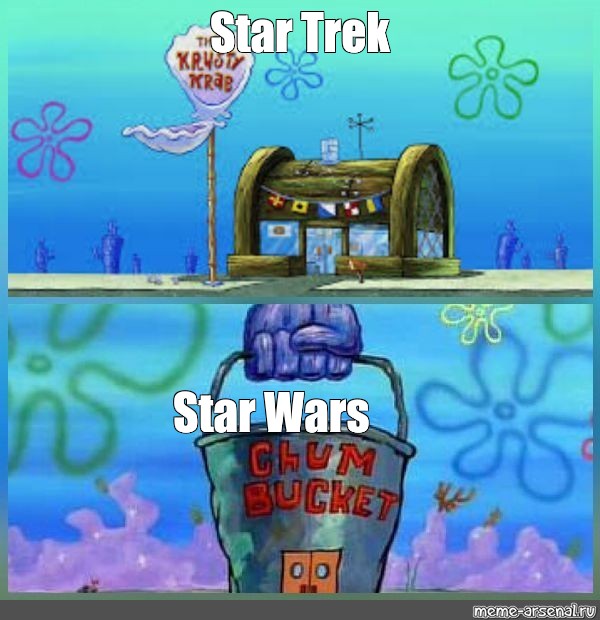 Star Trek
THE
KRUSTY
KRAB
Star Wars
CHUM
BUCKET
meme-arsenal.ru